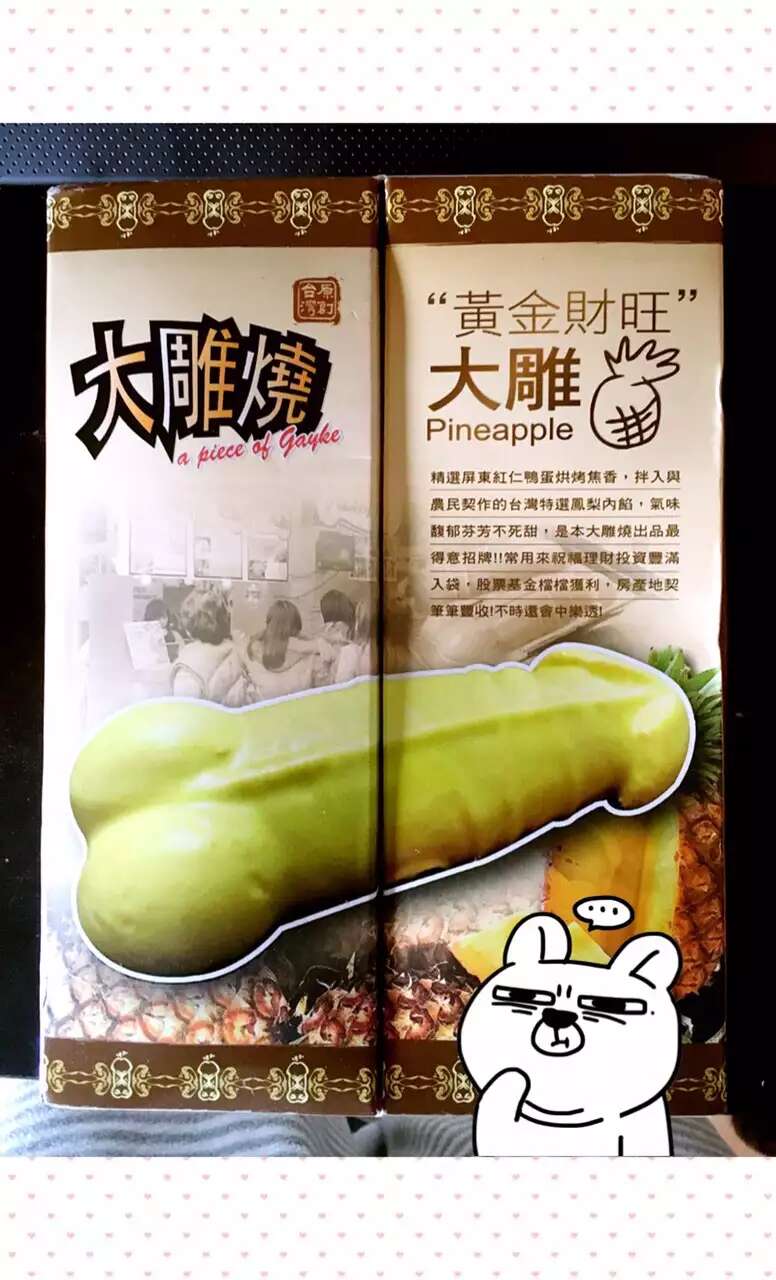 原創
台灣
大雕燒
a piece of Gayke
“黃金財旺”
大雕
Pineapple
精選屏東紅仁鴨蛋烘烤焦香，拌入與
農民契作的台灣特選鳳梨內餡，氣味
馥郁芬芳不死甜，是本大雕燒出品最
得意招牌!!常用來祝福理財投資豐滿
入袋，股票基金檔檔獲利，房產地契
筆筆豐收!不時還會中樂透!